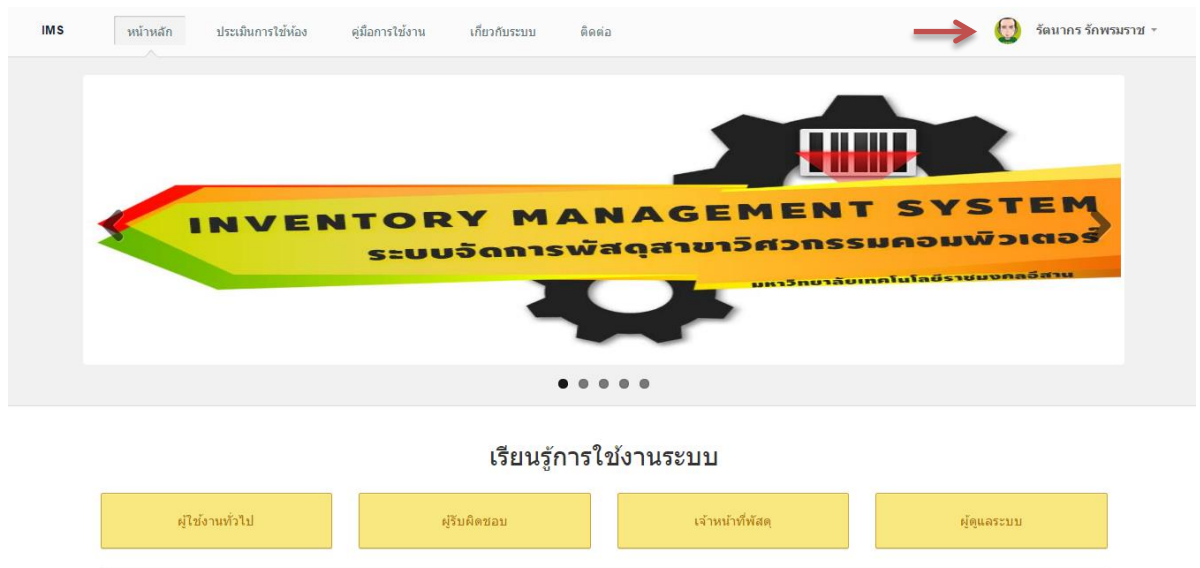 IMS
หน้าหลัก
ประเมินการใช้ห้อง
คู่มือการใช้งาน
เกี่ยวกับระบบ
ติดต่อ
รัตนากร รักพรมราช
INVENTORY MANAGEMENT SYSTEM
ระบบจัดการพัสดุสาขาวิศวกรรมคอมพิวเตอร์
มหาวิทยาลัยเทคโนโลยีราชมงคลอีสาน
เรียนรู้การใช้งานระบบ
ผู้ใช้งานทั่วไป
ผู้รับผิดชอบ
เจ้าหน้าที่พัสดุ
ผู้ดูแลระบบ